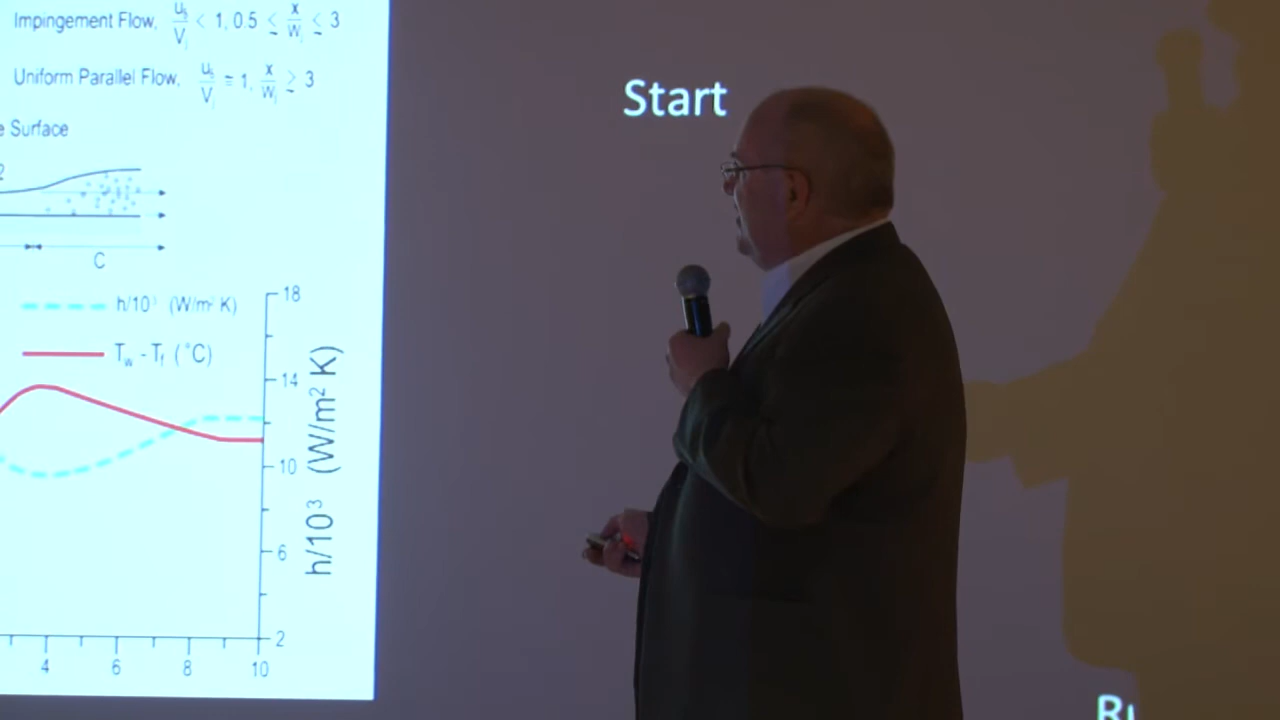 Impingement Flow, u_s/V_j < 1, 0.5 ≤ x/W_j ≤ 3
Uniform Parallel Flow, u_s/V_j ≅ 1, x/W_j ≥ 3
Surface
Start
2
C
h/10³ (W/m² K)
T_w - T_f (°C)
18
14
10
6
2
h/10³ (W/m² K)
4 6 8 10